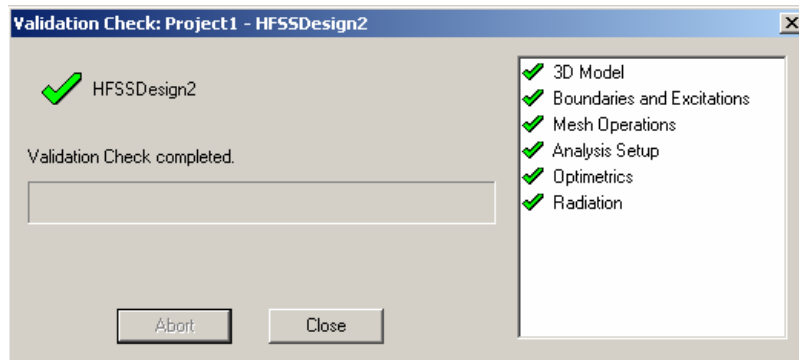 Validation Check: Project1 - HFSSDesign2
HFSSDesign2
Validation Check completed.
Abort
Close
3D Model
Boundaries and Excitations
Mesh Operations
Analysis Setup
Optimetrics
Radiation